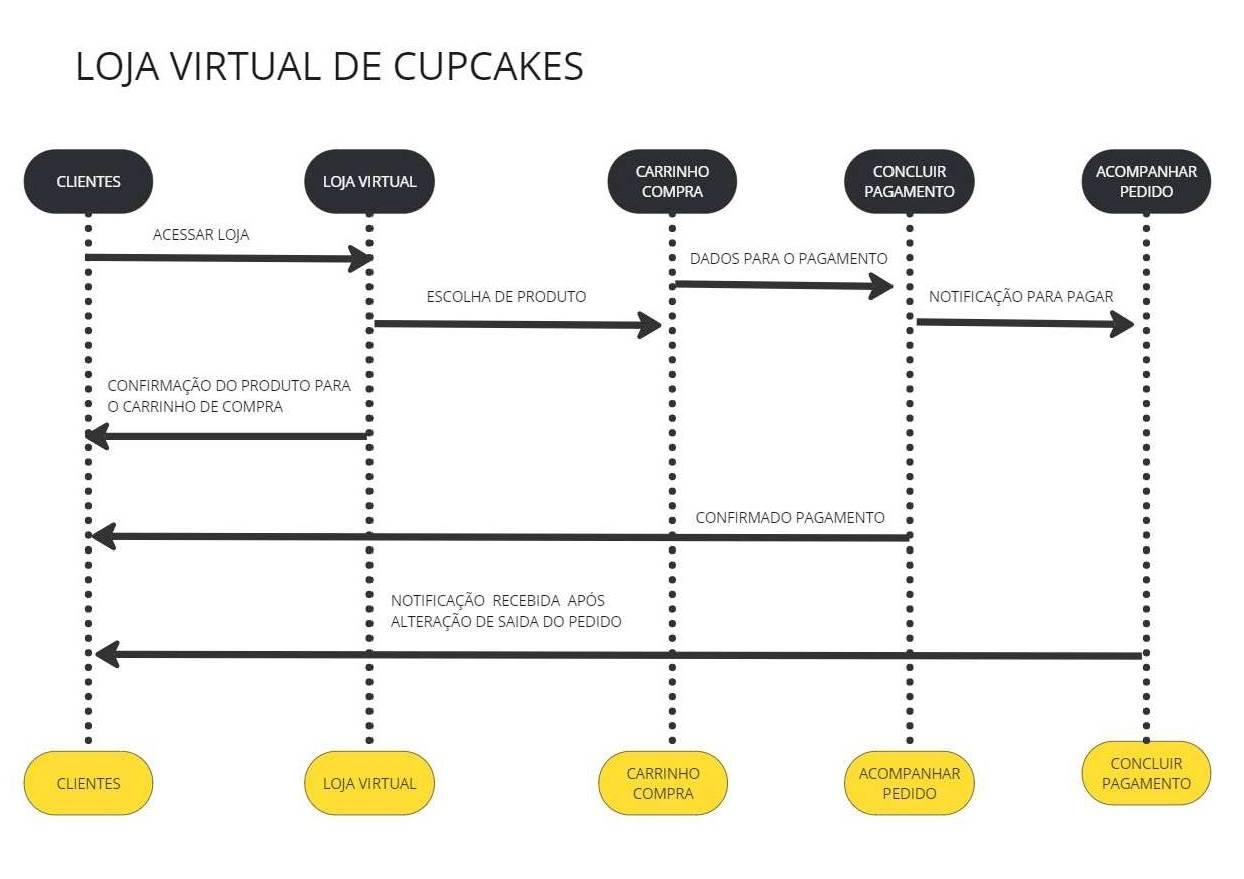 LOJA VIRTUAL DE CUPCAKES
CLIENTES
LOJA VIRTUAL
CARRINHO
COMPRA
CONCLUIR
PAGAMENTO
ACOMPANHAR
PEDIDO
ACESSAR LOJA
DADOS PARA O PAGAMENTO
ESCOLHA DE PRODUTO
NOTIFICAÇÃO PARA PAGAR
CONFIRMAÇÃO DO PRODUTO PARA
O CARRINHO DE COMPRA
CONFIRMADO PAGAMENTO
NOTIFICAÇÃO RECEBIDA APÓS
ALTERAÇÃO DE SAIDA DO PEDIDO
CLIENTES
LOJA VIRTUAL
CARRINHO
COMPRA
ACOMPANHAR
PEDIDO
CONCLUIR
PAGAMENTO